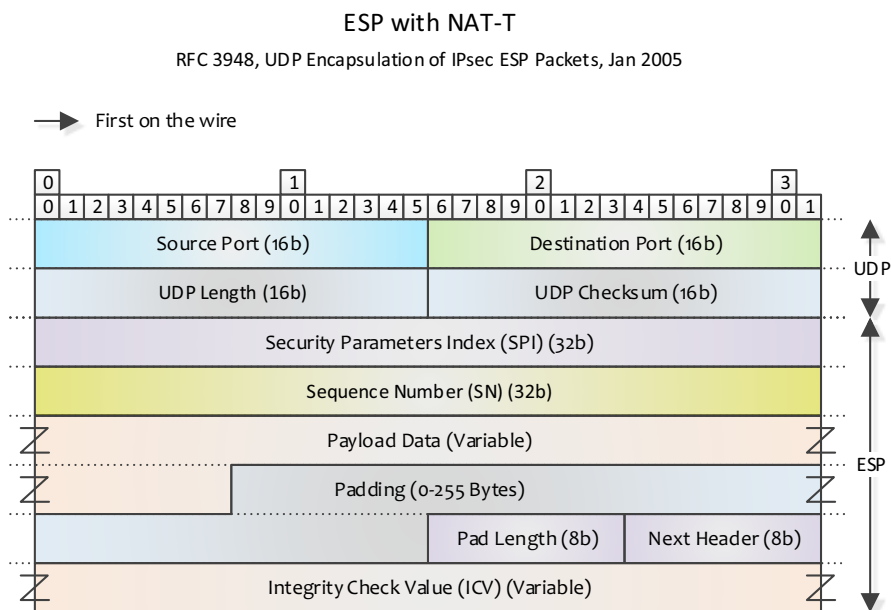 ESP with NAT-T
RFC 3948, UDP Encapsulation of IPsec ESP Packets, Jan 2005
First on the wire
0 1 2 3
0 1 2 3 4 5 6 7 8 9 0 1 2 3 4 5 6 7 8 9 0 1 2 3 4 5 6 7 8 9 0 1
Source Port (16b) Destination Port (16b)
UDP
UDP Length (16b) UDP Checksum (16b)
Security Parameters Index (SPI) (32b)
Sequence Number (SN) (32b)
Payload Data (Variable)
ESP
Padding (0-255 Bytes)
Pad Length (8b) Next Header (8b)
Integrity Check Value (ICV) (Variable)